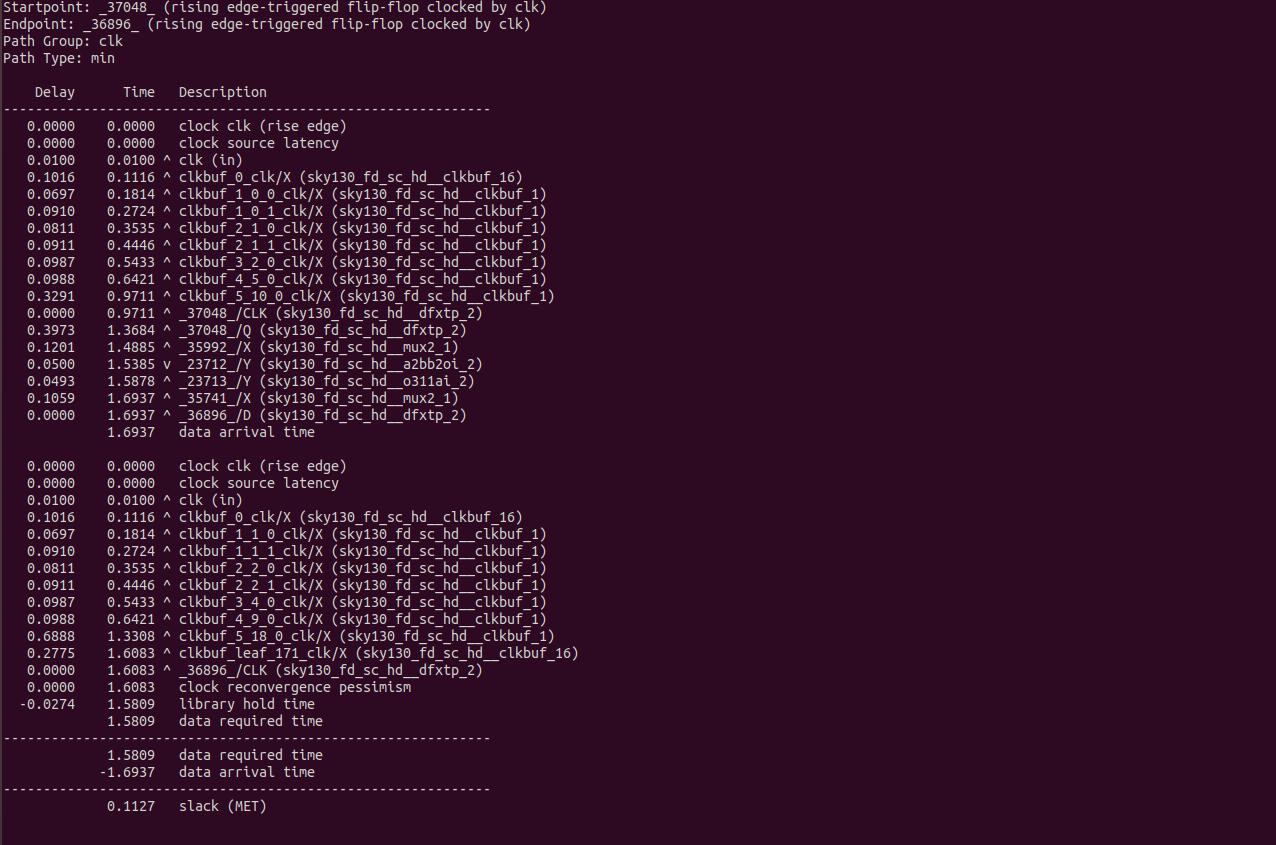 Startpoint: _37048_ (rising edge-triggered flip-flop clocked by clk)
Endpoint: _36896_ (rising edge-triggered flip-flop clocked by clk)
Path Group: clk
Path Type: min

    Delay      Time   Description
-------------------------------------------------------------
   0.0000    0.0000   clock clk (rise edge)
   0.0000    0.0000   clock source latency
   0.0100    0.0100 ^ clk (in)
   0.1016    0.1116 ^ clkbuf_0_clk/X (sky130_fd_sc_hd__clkbuf_16)
   0.0697    0.1814 ^ clkbuf_1_0_0_clk/X (sky130_fd_sc_hd__clkbuf_1)
   0.0910    0.2724 ^ clkbuf_1_0_1_clk/X (sky130_fd_sc_hd__clkbuf_1)
   0.0811    0.3535 ^ clkbuf_2_1_0_clk/X (sky130_fd_sc_hd__clkbuf_1)
   0.0911    0.4446 ^ clkbuf_2_1_1_clk/X (sky130_fd_sc_hd__clkbuf_1)
   0.0987    0.5433 ^ clkbuf_3_2_0_clk/X (sky130_fd_sc_hd__clkbuf_1)
   0.0988    0.6421 ^ clkbuf_4_5_0_clk/X (sky130_fd_sc_hd__clkbuf_1)
   0.3291    0.9711 ^ clkbuf_5_10_0_clk/X (sky130_fd_sc_hd__clkbuf_1)
   0.0000    0.9711 ^ _37048_/CLK (sky130_fd_sc_hd__dfxtp_2)
   0.3973    1.3684 ^ _37048_/Q (sky130_fd_sc_hd__dfxtp_2)
   0.1201    1.4885 ^ _35992_/X (sky130_fd_sc_hd__mux2_1)
   0.0500    1.5385 v _23712_/Y (sky130_fd_sc_hd__a2bb2oi_2)
   0.0493    1.5878 ^ _23713_/Y (sky130_fd_sc_hd__o311ai_2)
   0.1059    1.6937 ^ _35741_/X (sky130_fd_sc_hd__mux2_1)
   0.0000    1.6937 ^ _36896_/D (sky130_fd_sc_hd__dfxtp_2)
             1.6937   data arrival time

   0.0000    0.0000   clock clk (rise edge)
   0.0000    0.0000   clock source latency
   0.0100    0.0100 ^ clk (in)
   0.1016    0.1116 ^ clkbuf_0_clk/X (sky130_fd_sc_hd__clkbuf_16)
   0.0697    0.1814 ^ clkbuf_1_1_0_clk/X (sky130_fd_sc_hd__clkbuf_1)
   0.0910    0.2724 ^ clkbuf_1_1_1_clk/X (sky130_fd_sc_hd__clkbuf_1)
   0.0811    0.3535 ^ clkbuf_2_2_0_clk/X (sky130_fd_sc_hd__clkbuf_1)
   0.0911    0.4446 ^ clkbuf_2_2_1_clk/X (sky130_fd_sc_hd__clkbuf_1)
   0.0987    0.5433 ^ clkbuf_3_4_0_clk/X (sky130_fd_sc_hd__clkbuf_1)
   0.0988    0.6421 ^ clkbuf_4_9_0_clk/X (sky130_fd_sc_hd__clkbuf_1)
   0.6888    1.3308 ^ clkbuf_5_18_0_clk/X (sky130_fd_sc_hd__clkbuf_1)
   0.2775    1.6083 ^ clkbuf_leaf_171_clk/X (sky130_fd_sc_hd__clkbuf_16)
   0.0000    1.6083 ^ _36896_/CLK (sky130_fd_sc_hd__dfxtp_2)
   0.0000    1.6083   clock reconvergence pessimism
  -0.0274    1.5809   library hold time
             1.5809   data required time
-------------------------------------------------------------
             1.5809   data required time
            -1.6937   data arrival time
-------------------------------------------------------------
             0.1127   slack (MET)